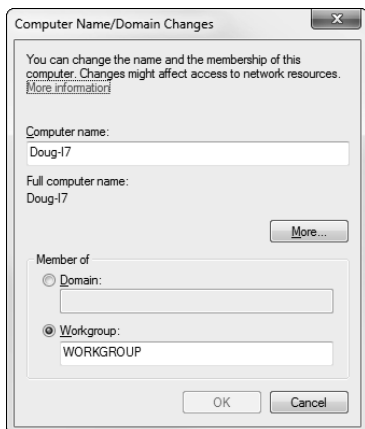 Computer Name/Domain Changes
You can change the name and the membership of this
computer. Changes might affect access to network resources.
More information
Computer name:
Doug-I7
Full computer name:
Doug-I7
More...
Member of
Domain:
Workgroup:
WORKGROUP
OK
Cancel